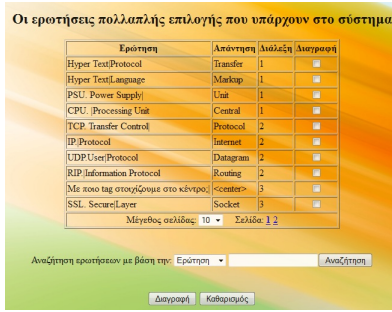 Οι ερωτήσεις πολλαπλής επιλογής που υπάρχουν στο σύστημα
Ερώτηση Απάντηση Διάλεξη Διαγραφή
Hyper Text|Protocol Transfer 1
Hyper Text|Language Markup 1
PSU. Power Supply| Unit 1
CPU. |Processing Unit Central 1
TCP. Transfer Control| Protocol 2
IP.|Protocol Internet 2
UDP.User|Protocol Datagram 2
RIP.|Information Protocol Routing 2
Με ποιο tag στοιχίζουμε στο κέντρο;| <center> 3
SSL. Secure|Layer Socket 3
Μέγεθος σελίδας: 10 Σελίδα: 1 2
Αναζήτηση ερωτήσεων με βάση την: Ερώτηση Αναζήτηση
Διαγραφή Καθαρισμός